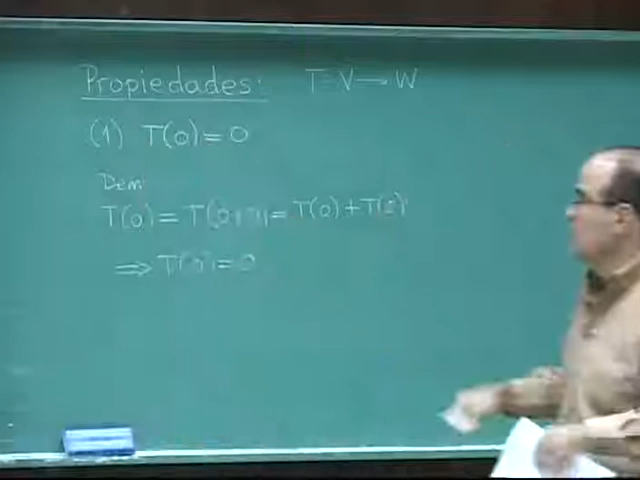 Propiedades: T: V → W
(1) T(0) = 0
Dem
T(0) = T(0+0) = T(0) + T(0)
⇒ T(0) = 0